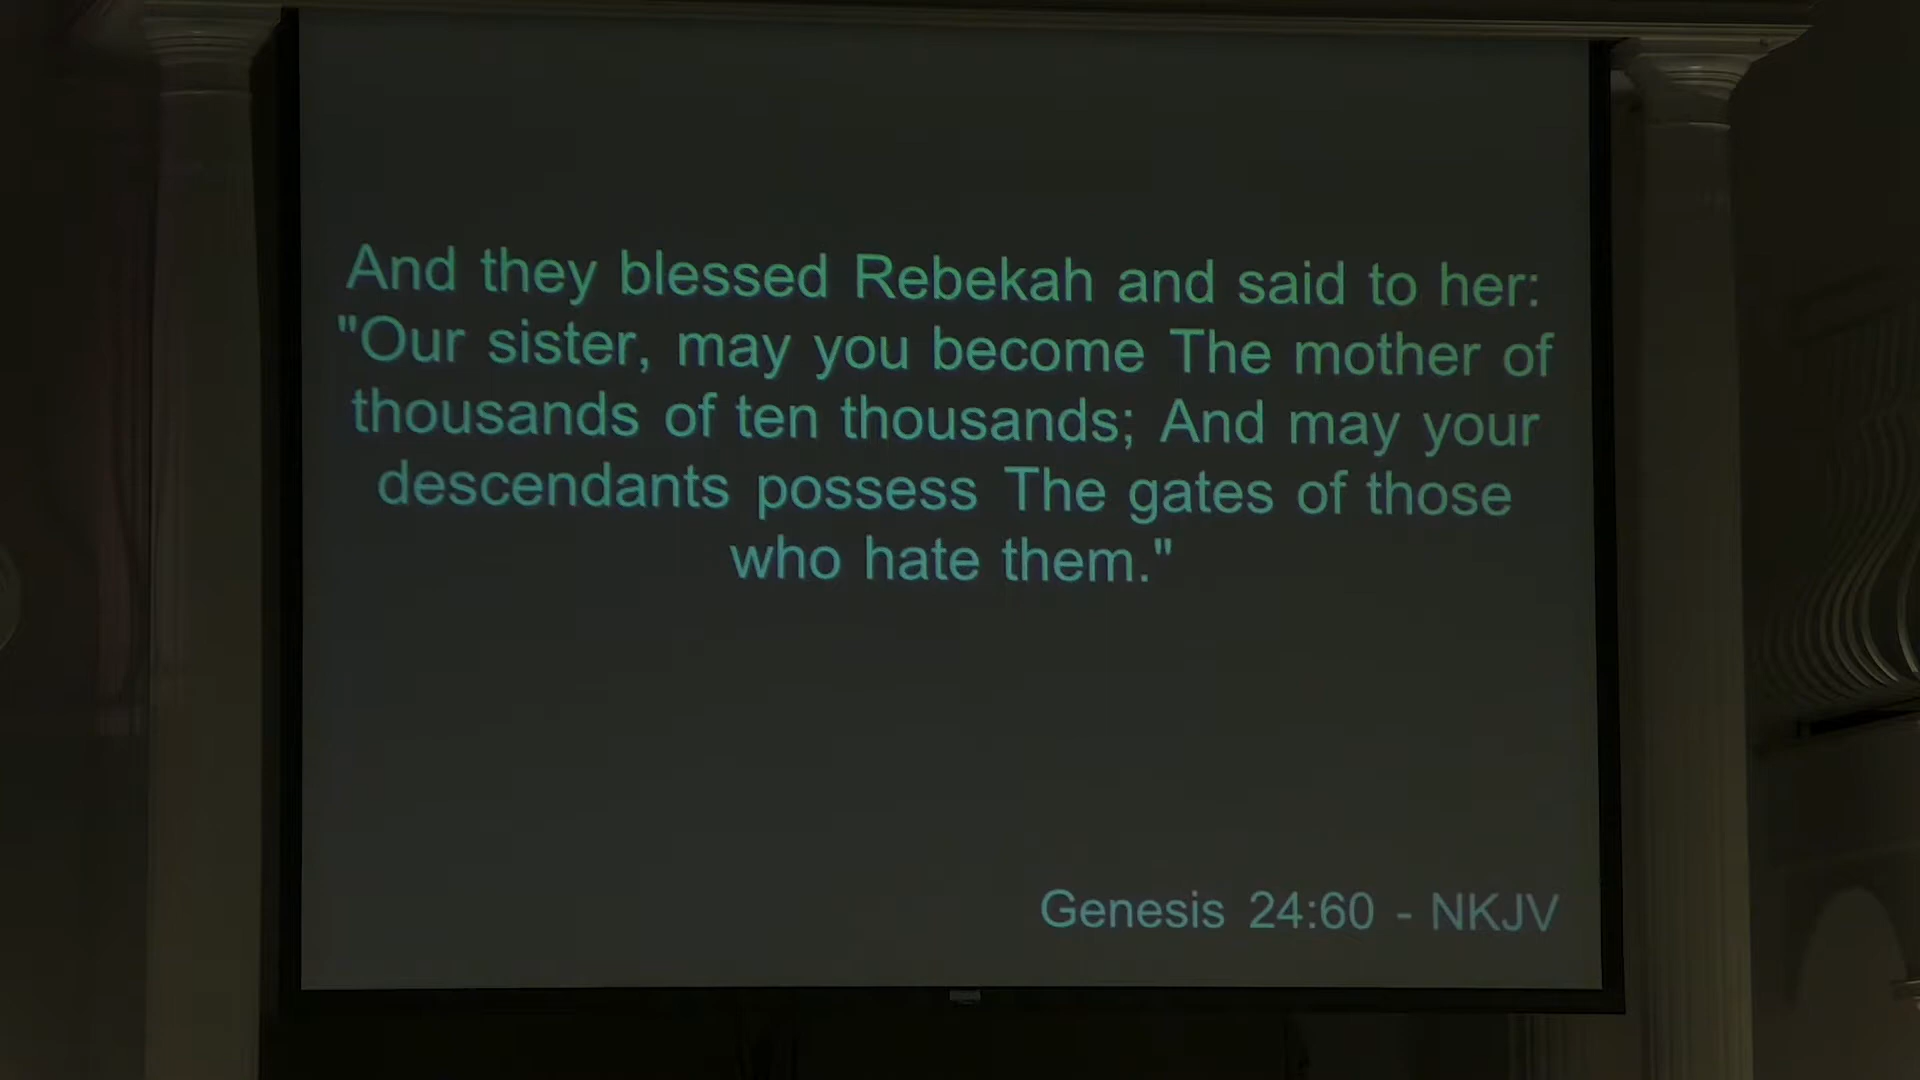 And they blessed Rebekah and said to her:
"Our sister, may you become The mother of
thousands of ten thousands; And may your
descendants possess The gates of those
who hate them."
Genesis 24:60 - NKJV